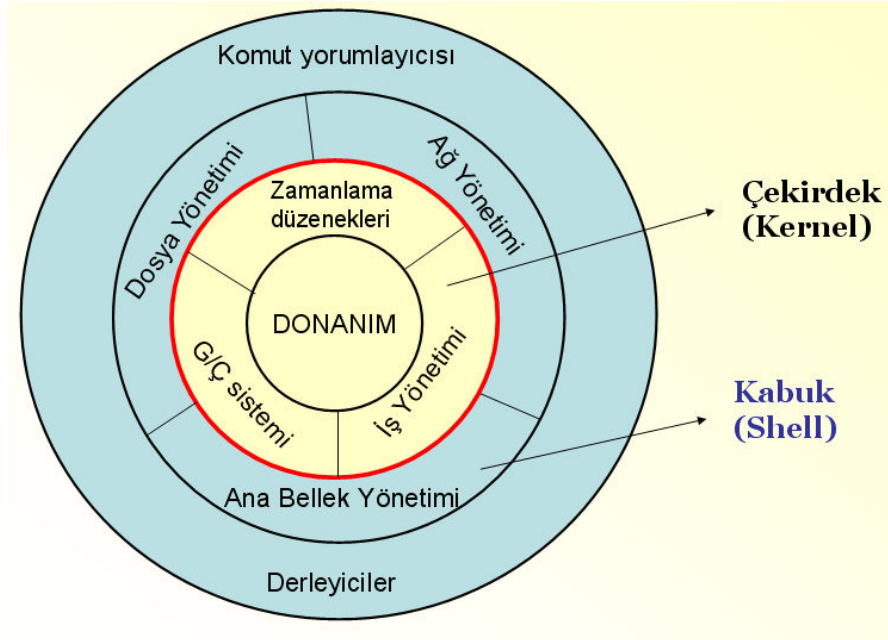 Komut yorumlayıcısı
Dosya Yönetimi
Ağ Yönetimi
Zamanlama
düzenekleri
DONANIM
G/Ç sistemi
İş Yönetimi
Ana Bellek Yönetimi
Derleyiciler
Çekirdek
(Kernel)
Kabuk
(Shell)